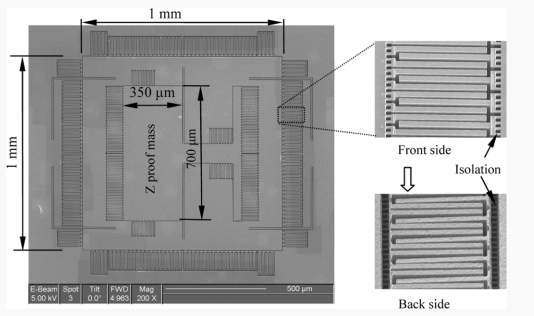 1 mm
1 mm
350 μm
700 μm
Z proof mass
Front side
Isolation
Back side
E-Beam Spot Tilt FWD Mag
5.00 kV 3 0.0° 4.963 200 X
500 μm